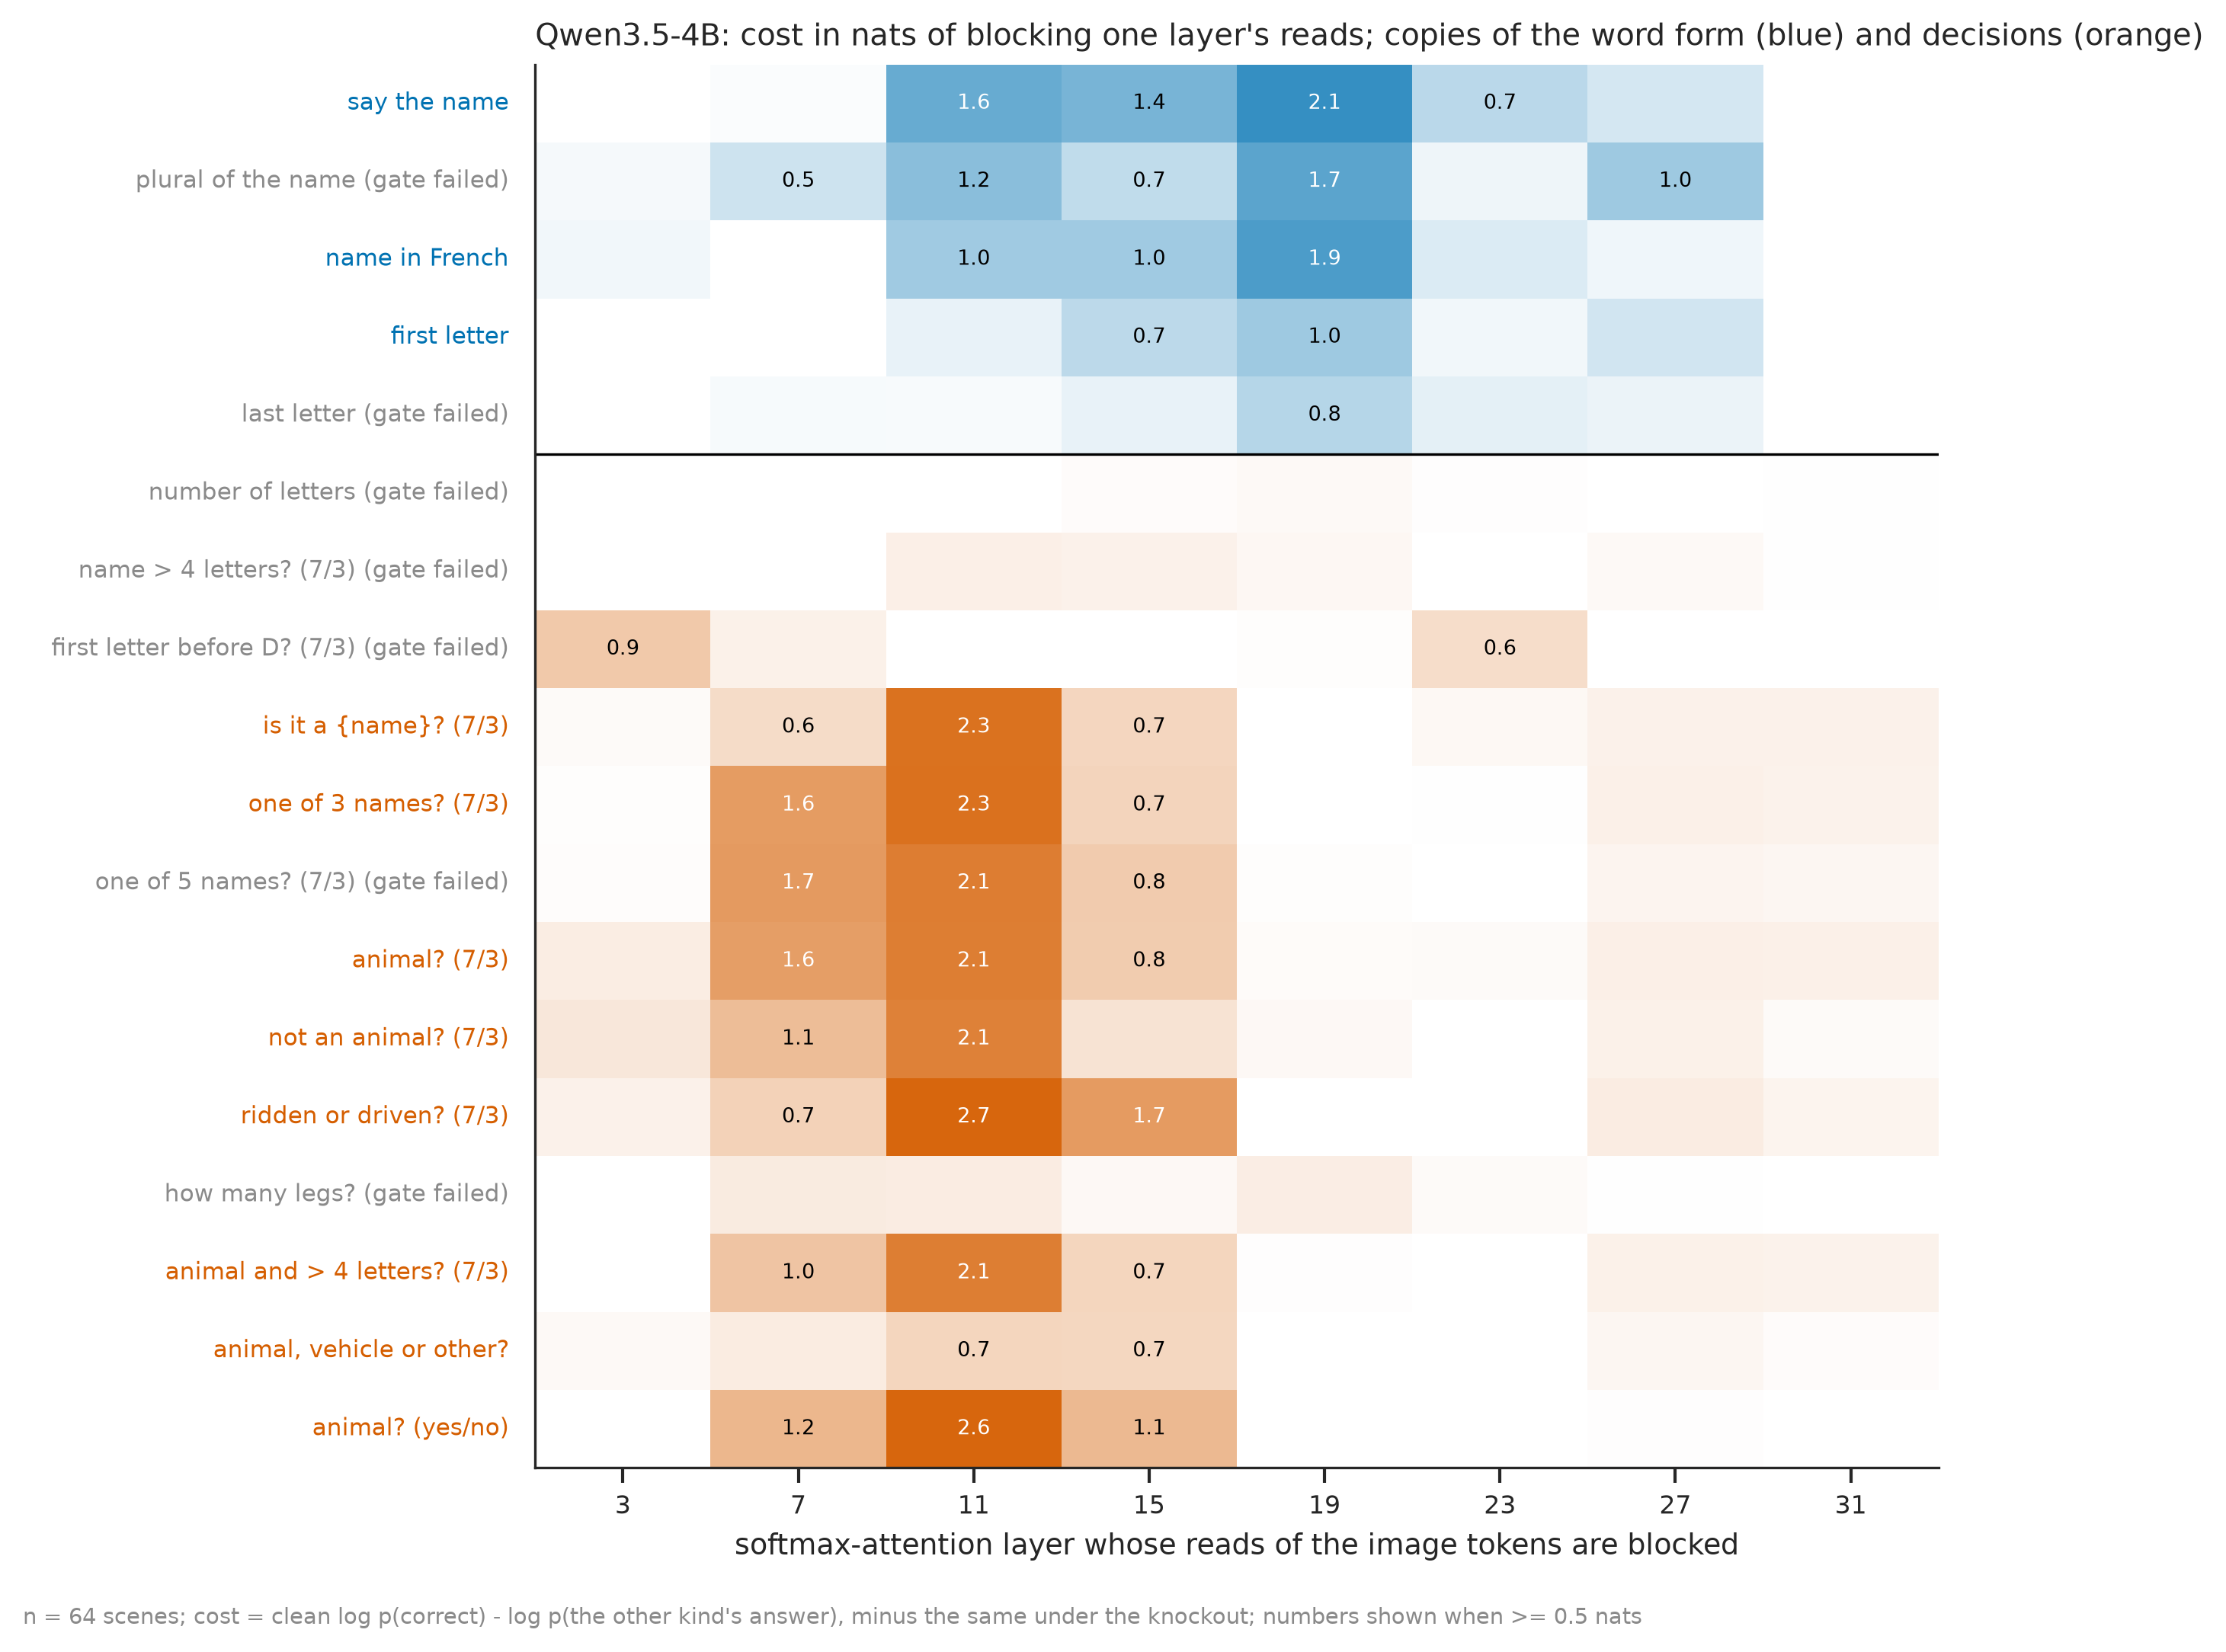 Qwen3.5-4B: cost in nats of blocking one layer's reads; copies of the word form (blue) and decisions (orange)
say the name 1.6 1.4 2.1 0.7
plural of the name (gate failed) 0.5 1.2 0.7 1.7 1.0
name in French 1.0 1.0 1.9
first letter 0.7 1.0
last letter (gate failed) 0.8
number of letters (gate failed)
name > 4 letters? (7/3) (gate failed)
first letter before D? (7/3) (gate failed) 0.9 0.6
is it a {name}? (7/3) 0.6 2.3 0.7
one of 3 names? (7/3) 1.6 2.3 0.7
one of 5 names? (7/3) (gate failed) 1.7 2.1 0.8
animal? (7/3) 1.6 2.1 0.8
not an animal? (7/3) 1.1 2.1
ridden or driven? (7/3) 0.7 2.7 1.7
how many legs? (gate failed)
animal and > 4 letters? (7/3) 1.0 2.1 0.7
animal, vehicle or other? 0.7 0.7
animal? (yes/no) 1.2 2.6 1.1
3 7 11 15 19 23 27 31
softmax-attention layer whose reads of the image tokens are blocked
n = 64 scenes; cost = clean log p(correct) - log p(the other kind's answer), minus the same under the knockout; numbers shown when >= 0.5 nats